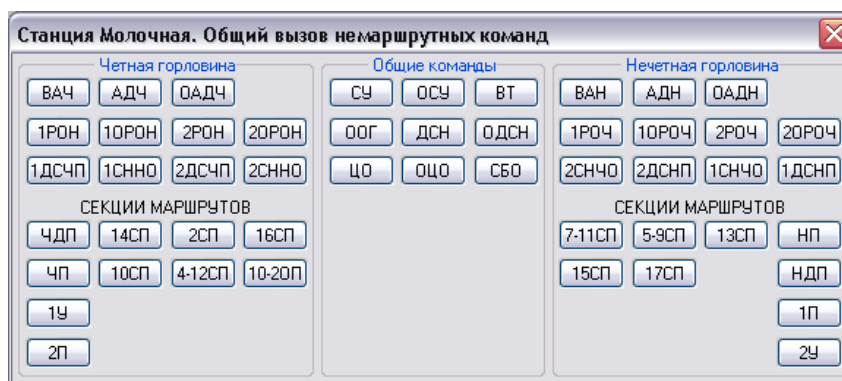 Станция Молочная. Общий вызов немаршрутных команд
Четная горловина
ВАЧ АДЧ ОАДЧ
1РОН 1ОРОН 2РОН 2ОРОН
1ДСЧП 1СННО 2ДСЧП 2СННО
СЕКЦИИ МАРШРУТОВ
ЧДП 14СП 2СП 16СП
ЧП 10СП 4-12СП 10-20П
1У
2П
Общие команды
СУ ОСУ ВТ
ООГ ДСН ОДСН
ЦО ОЦО СБО
Нечетная горловина
ВАН АДН ОАДН
1РОЧ 1ОРОЧ 2РОЧ 2ОРОЧ
2СНЧО 2ДСНП 1СНЧО 1ДСНП
СЕКЦИИ МАРШРУТОВ
7-11СП 5-9СП 13СП НП
15СП 17СП НДП
1П
2У